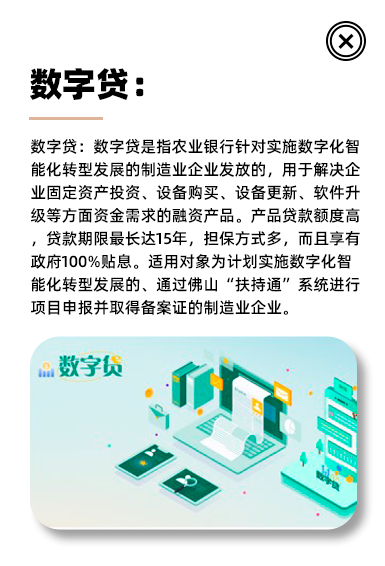 数字贷：
数字贷：数字贷是指农业银行针对实施数字化智
能化转型发展的制造业企业发放的，用于解决企
业固定资产投资、设备购买、设备更新、软件升
级等方面资金需求的融资产品。产品贷款额度高
，贷款期限最长达15年，担保方式多，而且享有
政府100%贴息。适用对象为计划实施数字化智
能化转型发展的、通过佛山“扶持通”系统进行
项目申报并取得备案证的制造业企业。
数字贷
数字贷